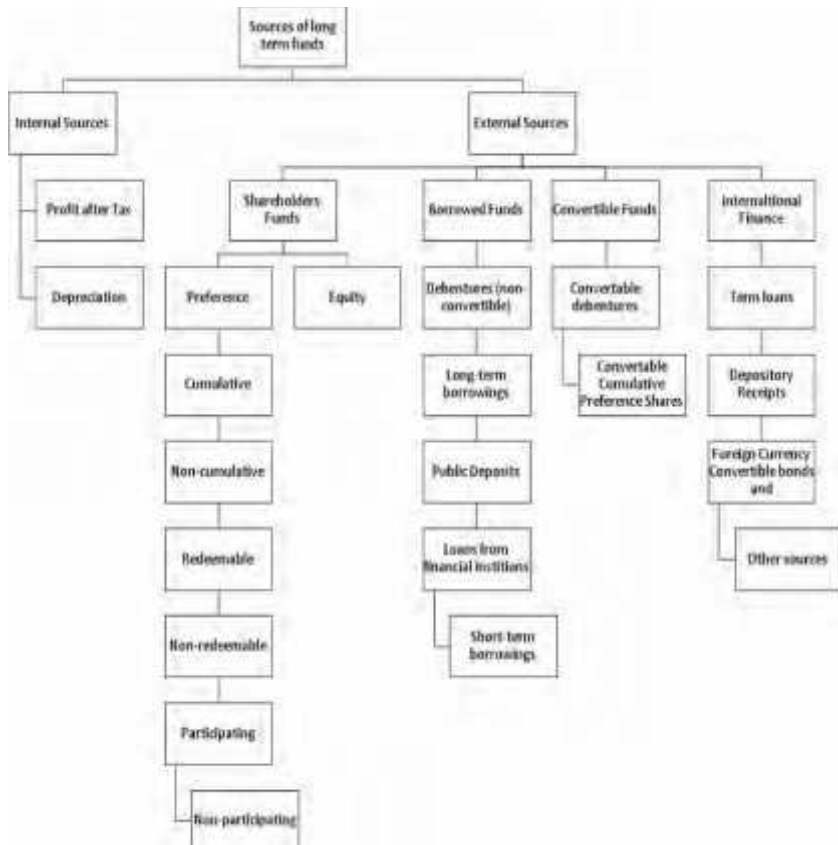 Sources of long
term funds
Internal Sources
External Sources
Profit after Tax
Shareholders
Funds
Borrowed Funds
Convertible Funds
Internaltional
Finance
Depreciation
Preference
Equity
Debentures (non-
convertible)
Convertable
debentures
Term loans
Cumulative
Long-term
borrowings
Convertable
Cumulative
Preference Shares
Depository
Receipts
Non-cumulative
Public Deposits
Foreign Currency
Convertible bonds
and
Redeemable
Loans from
financial institions
Other sources
Non-redeemable
Short-term
borrowings
Participating
Non-participating